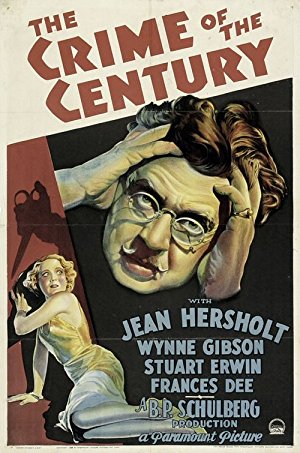 THE
CRIME OF THE
CENTURY
WITH
JEAN HERSHOLT
WYNNE GIBSON
STUART ERWIN
FRANCES DEE
A B.P. SCHULBERG
PRODUCTION
a Paramount Picture